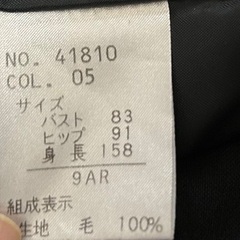 NO. 41810
COL. 05
サイズ
バスト 83
ヒップ 91
身長 158
9AR
組成表示
生地 毛 100%